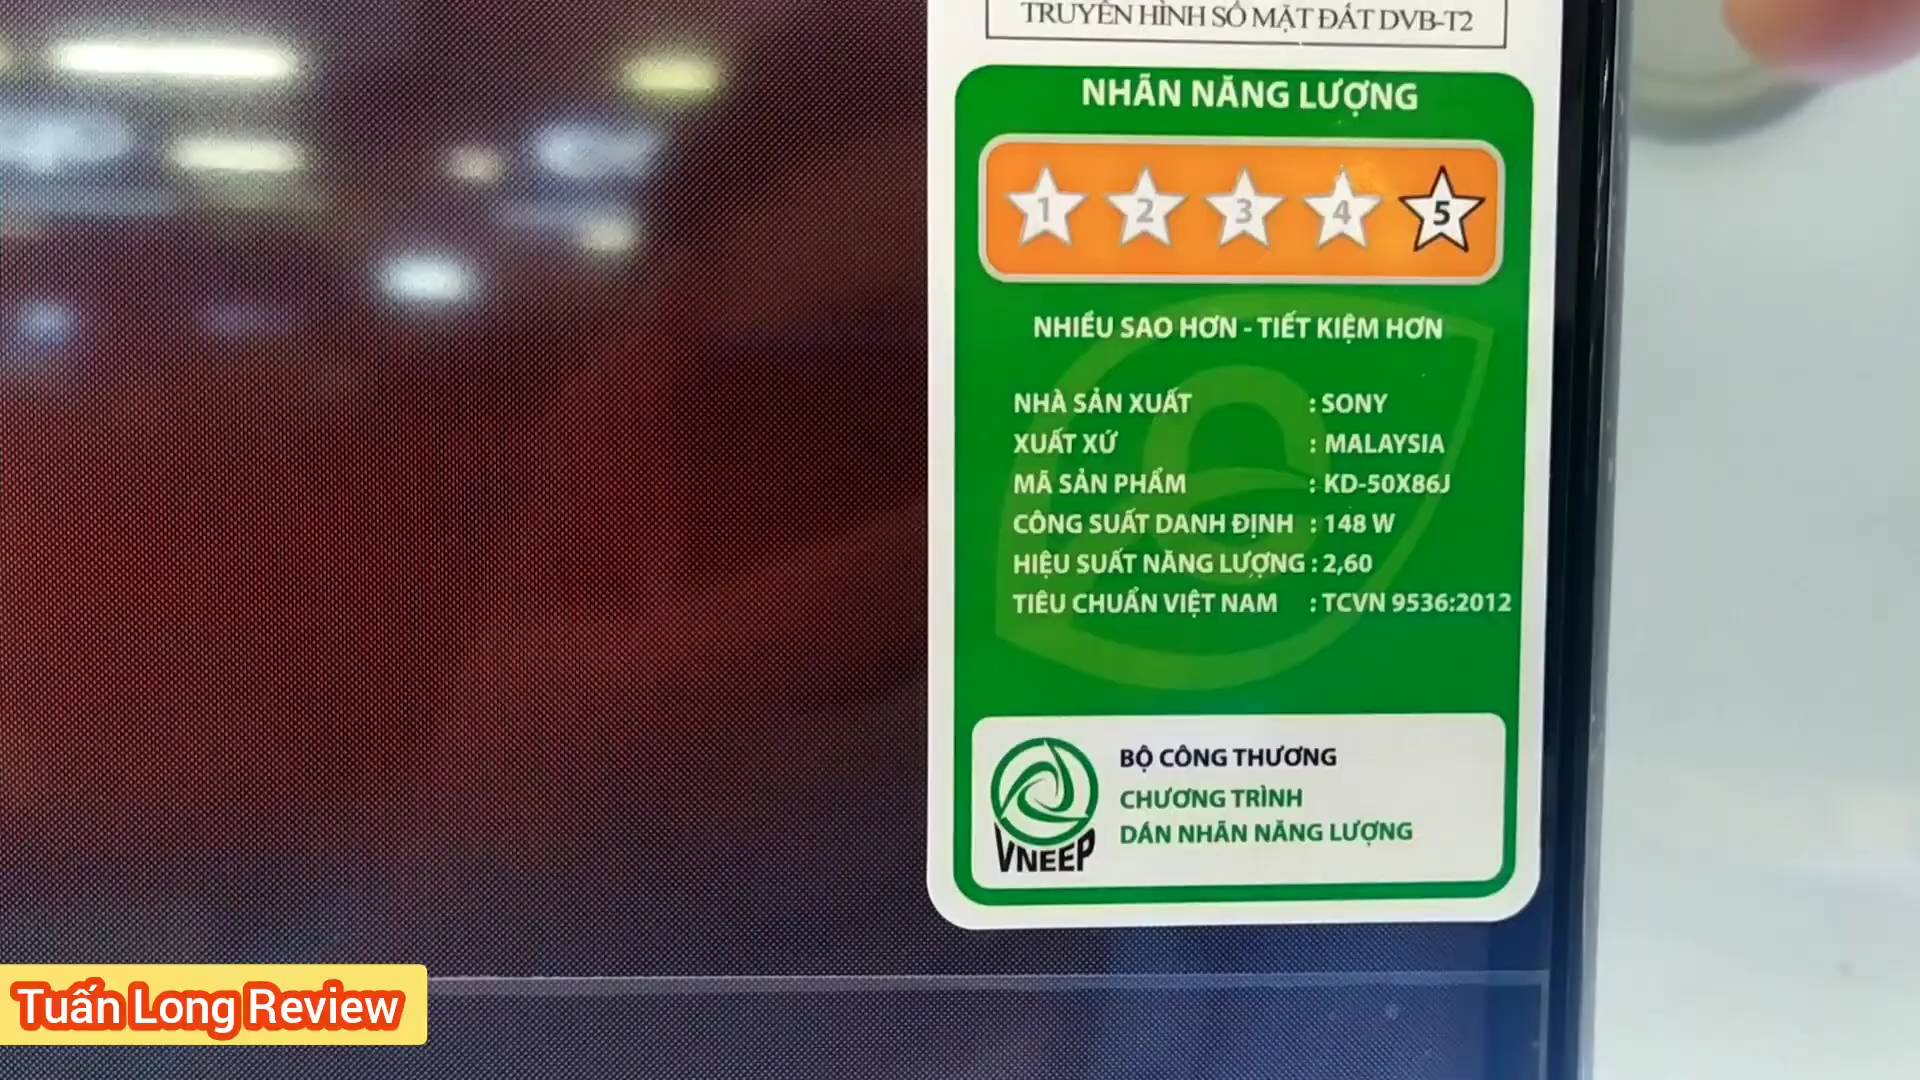 TRUYỀN HÌNH SỐ MẶT ĐẤT DVB-T2
NHÃN NĂNG LƯỢNG
1 2 3 4 5
NHIỀU SAO HƠN - TIẾT KIỆM HƠN
NHÀ SẢN XUẤT : SONY
XUẤT XỨ : MALAYSIA
MÃ SẢN PHẨM : KD-50X86J
CÔNG SUẤT DANH ĐỊNH : 148 W
HIỆU SUẤT NĂNG LƯỢNG : 2,60
TIÊU CHUẨN VIỆT NAM : TCVN 9536:2012
BỘ CÔNG THƯƠNG
CHƯƠNG TRÌNH
DÁN NHÃN NĂNG LƯỢNG
VNEEP
Tuấn Long Review